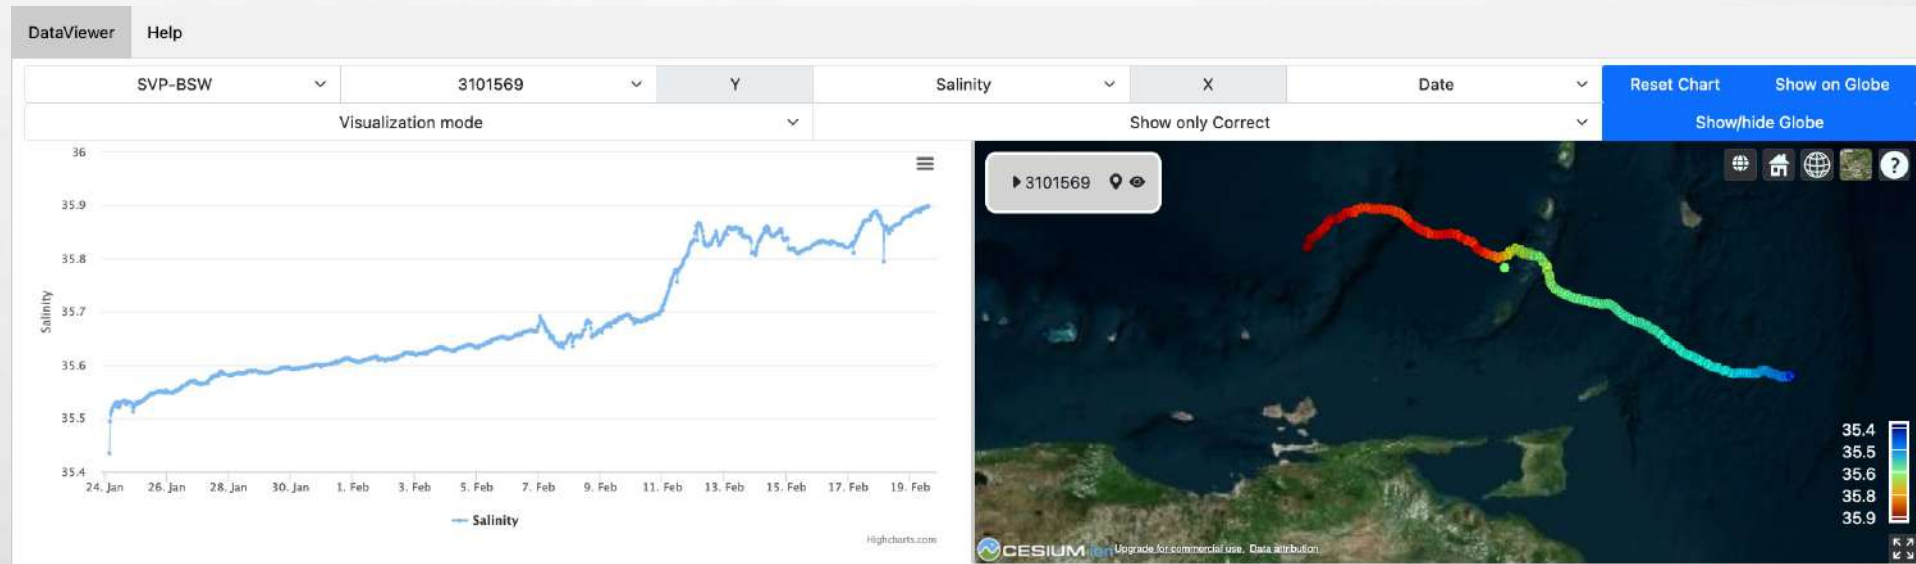 DataViewer Help
SVP-BSW 3101569 Y Salinity X Date Reset Chart Show on Globe
Visualization mode Show only Correct Show/hide Globe
36
35.9
35.8
35.7
35.6
35.5
35.4
Salinity
24. Jan 26. Jan 28. Jan 30. Jan 1. Feb 3. Feb 5. Feb 7. Feb 9. Feb 11. Feb 13. Feb 15. Feb 17. Feb 19. Feb
Salinity
Highcharts.com
3101569
?
35.4
35.5
35.6
35.8
35.9
CESIUM ion Upgrade for commercial use. Data attribution